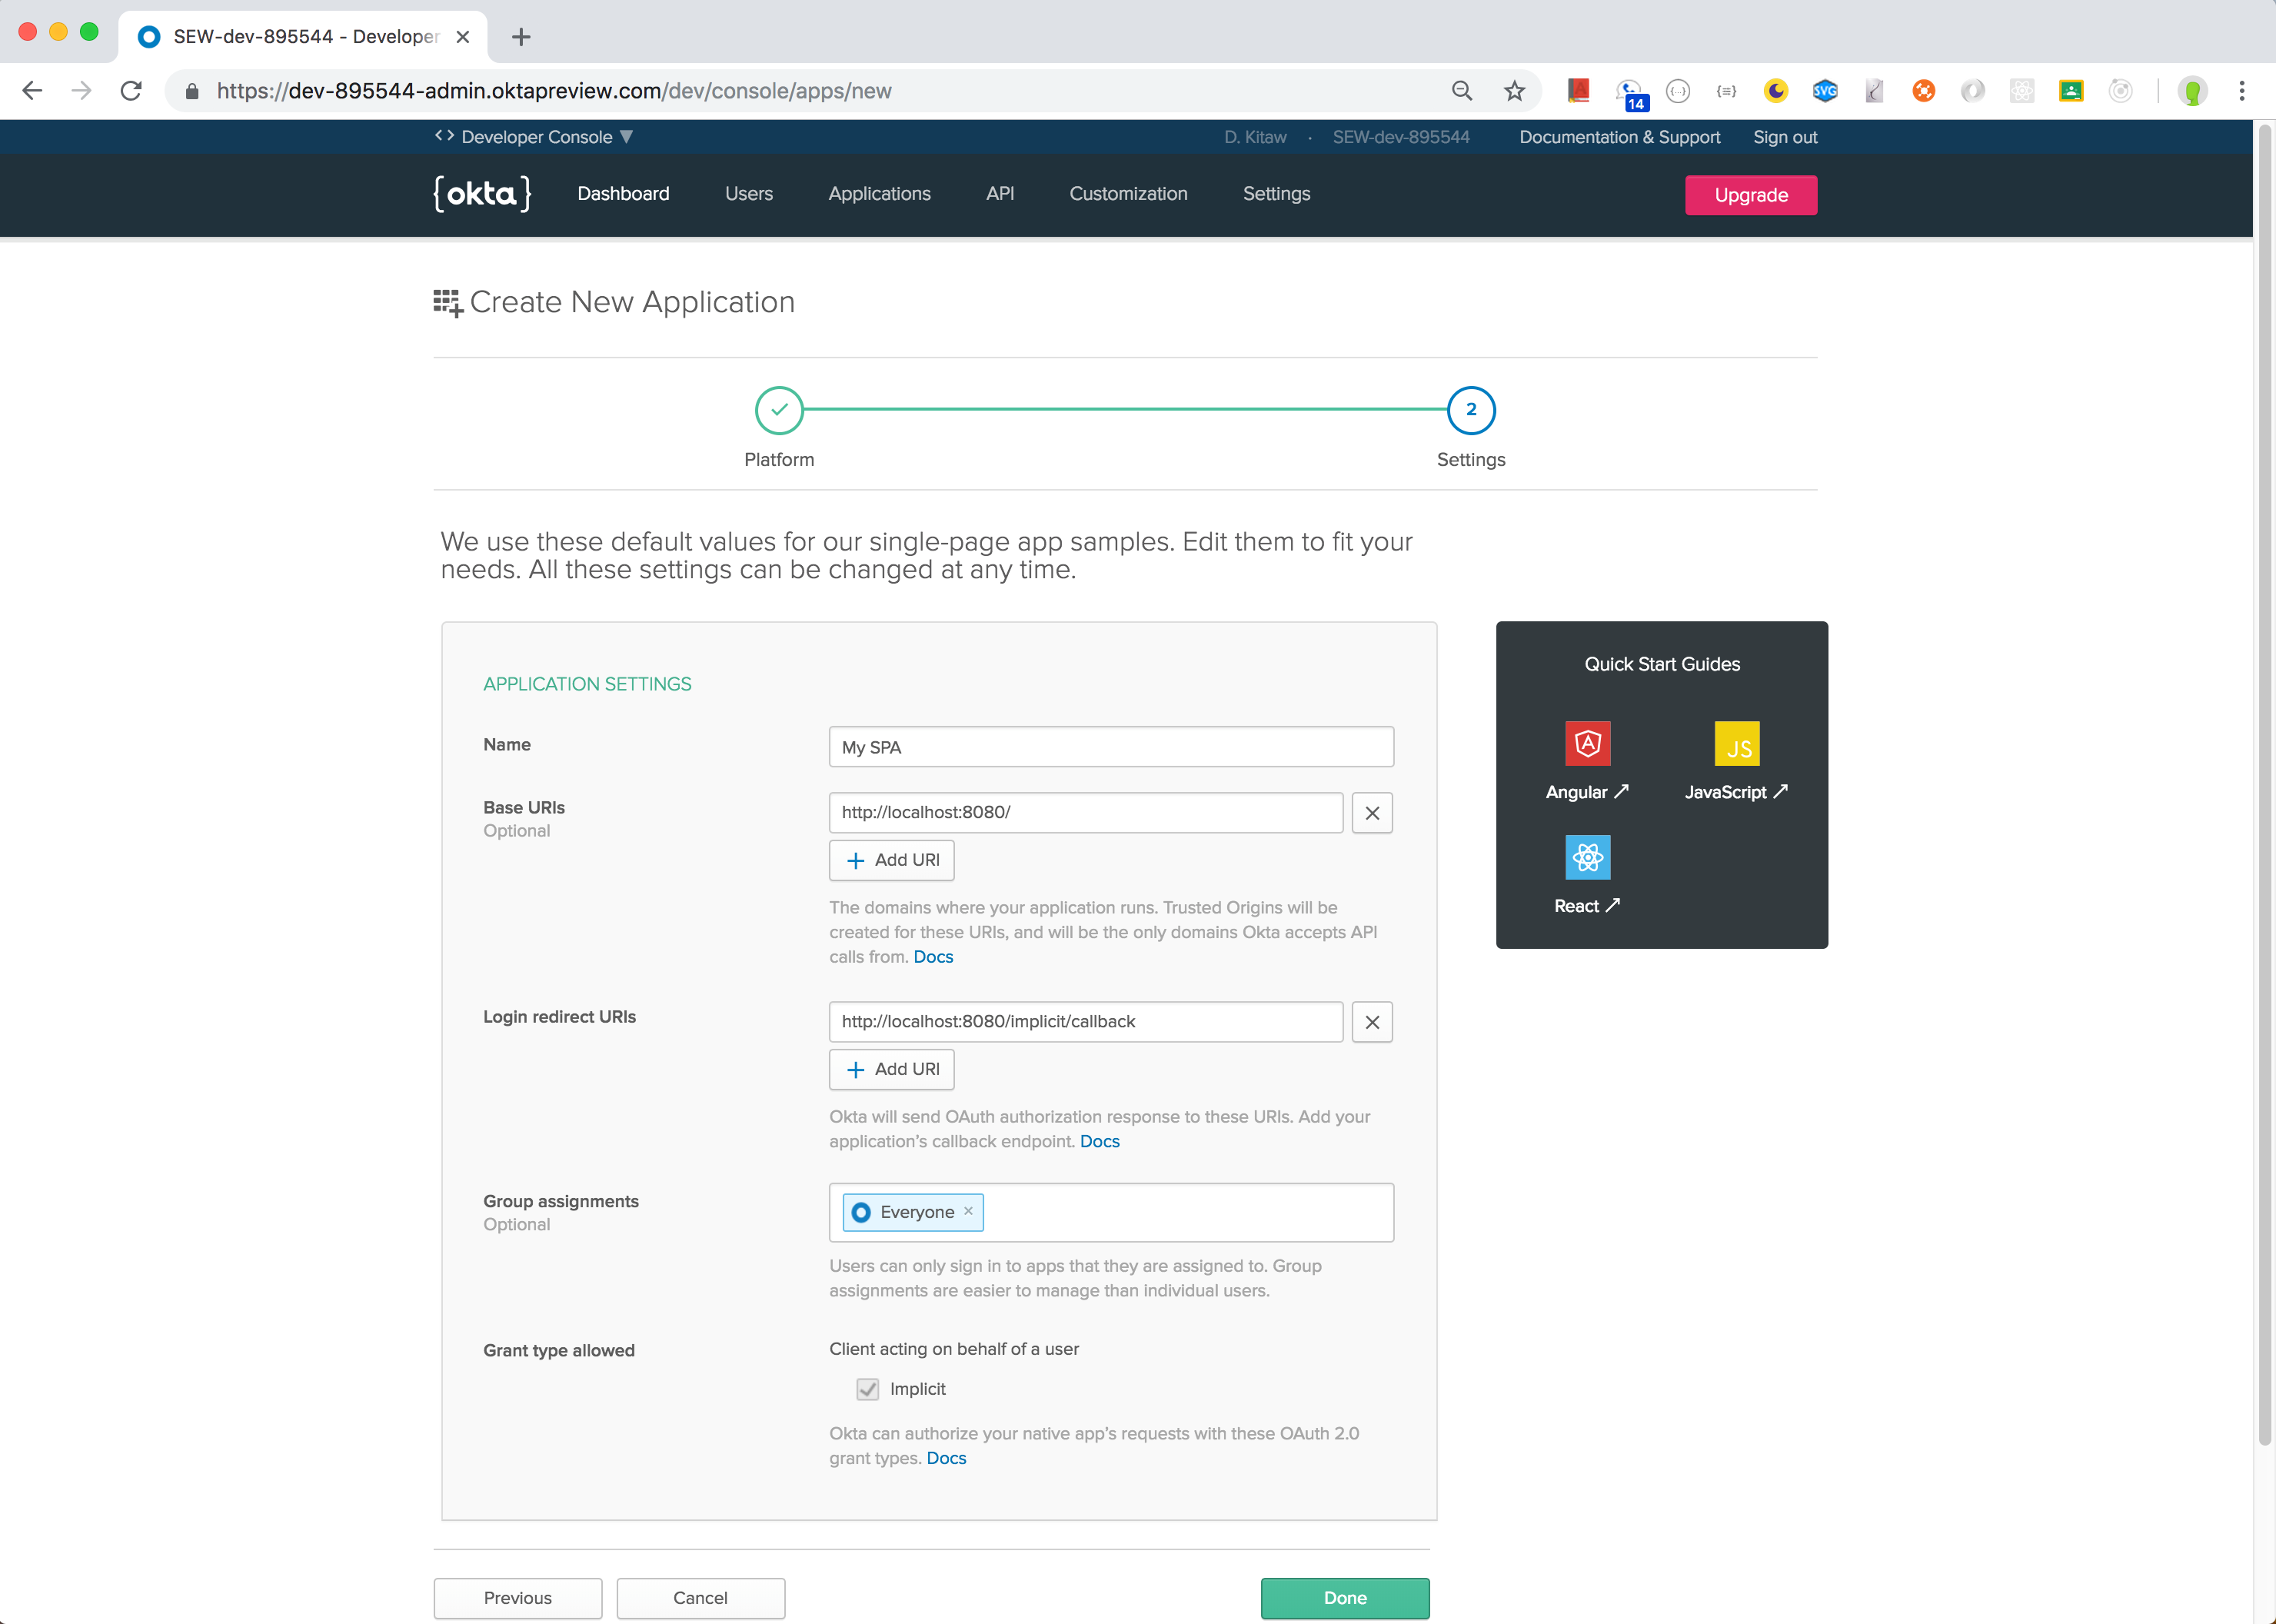 SEW-dev-895544 - Developer
https://dev-895544-admin.oktapreview.com/dev/console/apps/new
14
SVG
<> Developer Console ▼
D. Kitaw · SEW-dev-895544 Documentation & Support Sign out
{okta} Dashboard Users Applications API Customization Settings Upgrade
Create New Application
2
Platform Settings
We use these default values for our single-page app samples. Edit them to fit your
needs. All these settings can be changed at any time.
APPLICATION SETTINGS
Name
My SPA
Base URIs
Optional
http://localhost:8080/
+ Add URI
The domains where your application runs. Trusted Origins will be
created for these URIs, and will be the only domains Okta accepts API
calls from. Docs
Login redirect URIs
http://localhost:8080/implicit/callback
+ Add URI
Okta will send OAuth authorization response to these URIs. Add your
application’s callback endpoint. Docs
Group assignments
Optional
Everyone ×
Users can only sign in to apps that they are assigned to. Group
assignments are easier to manage than individual users.
Grant type allowed
Client acting on behalf of a user
Implicit
Okta can authorize your native app’s requests with these OAuth 2.0
grant types. Docs
Previous Cancel Done
Quick Start Guides
JS
Angular ↗ JavaScript ↗
React ↗